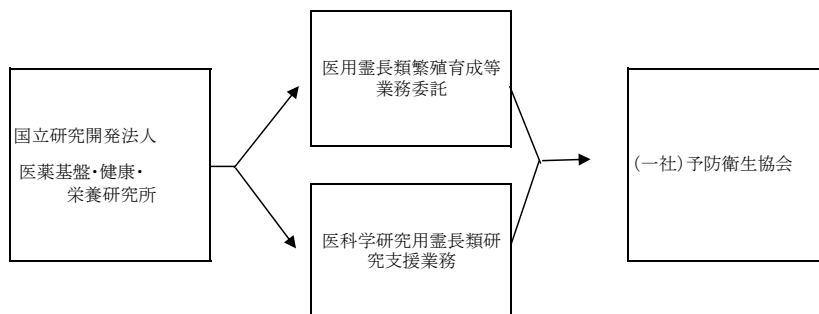 国立研究開発法人
医薬基盤・健康・
栄養研究所
医用霊長類繁殖育成等
業務委託
医科学研究用霊長類研
究支援業務
(一社)予防衛生協会